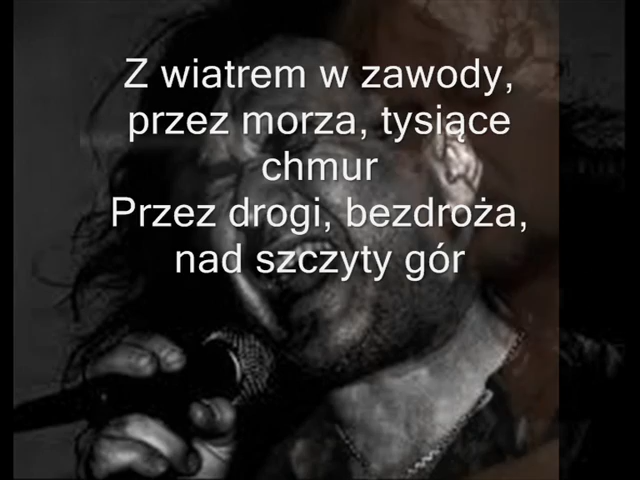 Z wiatrem w zawody,
przez morza, tysiące
chmur
Przez drogi, bezdroża,
nad szczyty gór